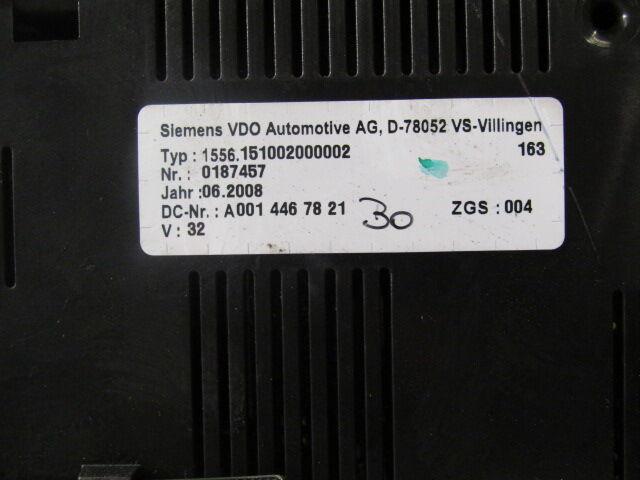 Siemens VDO Automotive AG, D-78052 VS-Villingen
Typ : 1556.151002000002 163
Nr. : 0187457
Jahr :06.2008
DC-Nr. : A 001 446 78 21 30 ZGS : 004
V : 32